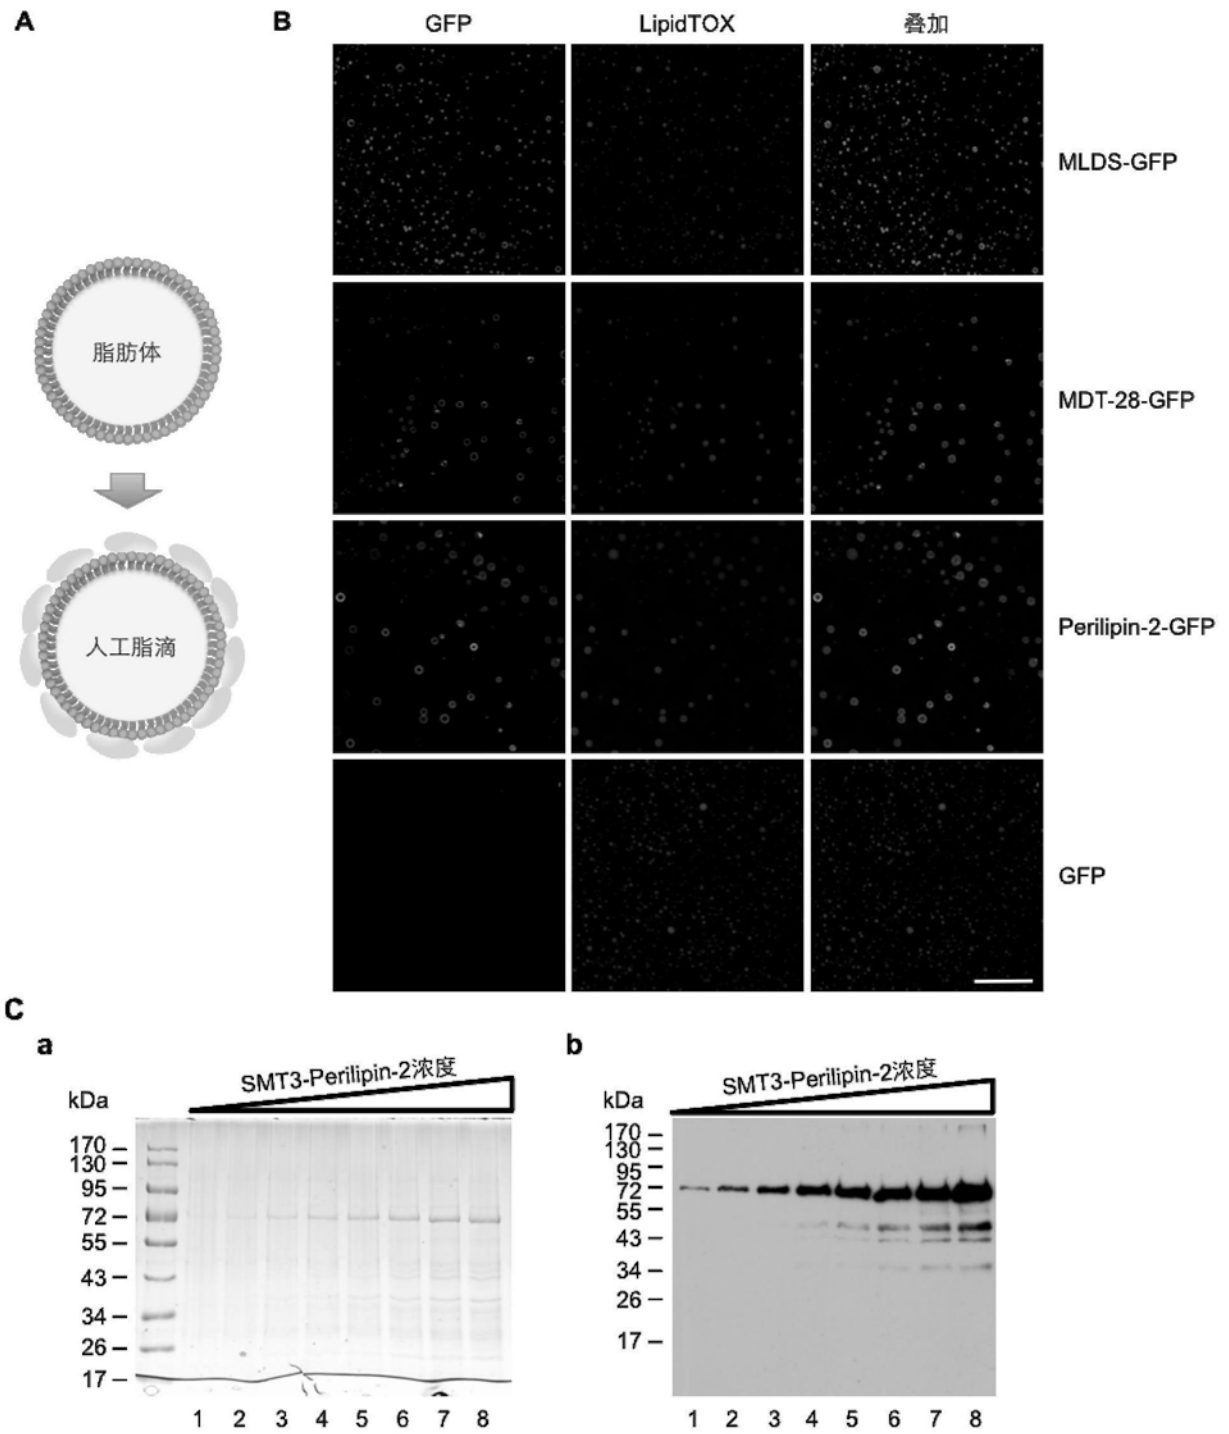 A
B
GFP LipidTOX 叠加
MLDS-GFP
脂肪体
MDT-28-GFP
人工脂滴
Perilipin-2-GFP
GFP
C
a
SMT3-Perilipin-2浓度
kDa
170
130
95
72
55
43
34
26
17
1 2 3 4 5 6 7 8
b
SMT3-Perilipin-2浓度
kDa
170
130
95
72
55
43
34
26
17
1 2 3 4 5 6 7 8